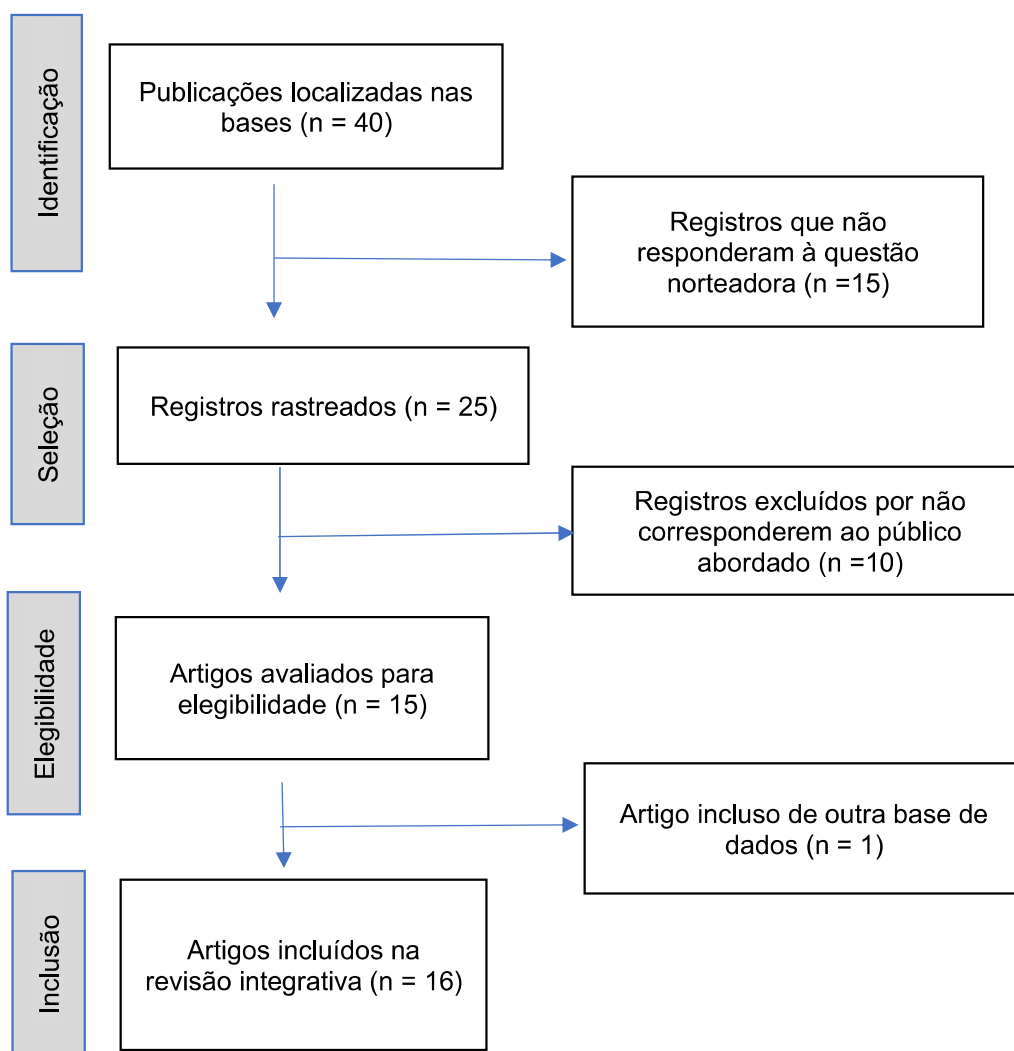 Identificação
Publicações localizadas nas
bases (n = 40)
Registros que não
responderam à questão
norteadora (n =15)
Seleção
Registros rastreados (n = 25)
Registros excluídos por não
corresponderem ao público
abordado (n =10)
Elegibilidade
Artigos avaliados para
elegibilidade (n = 15)
Artigo incluso de outra base de
dados (n = 1)
Inclusão
Artigos incluídos na
revisão integrativa (n = 16)